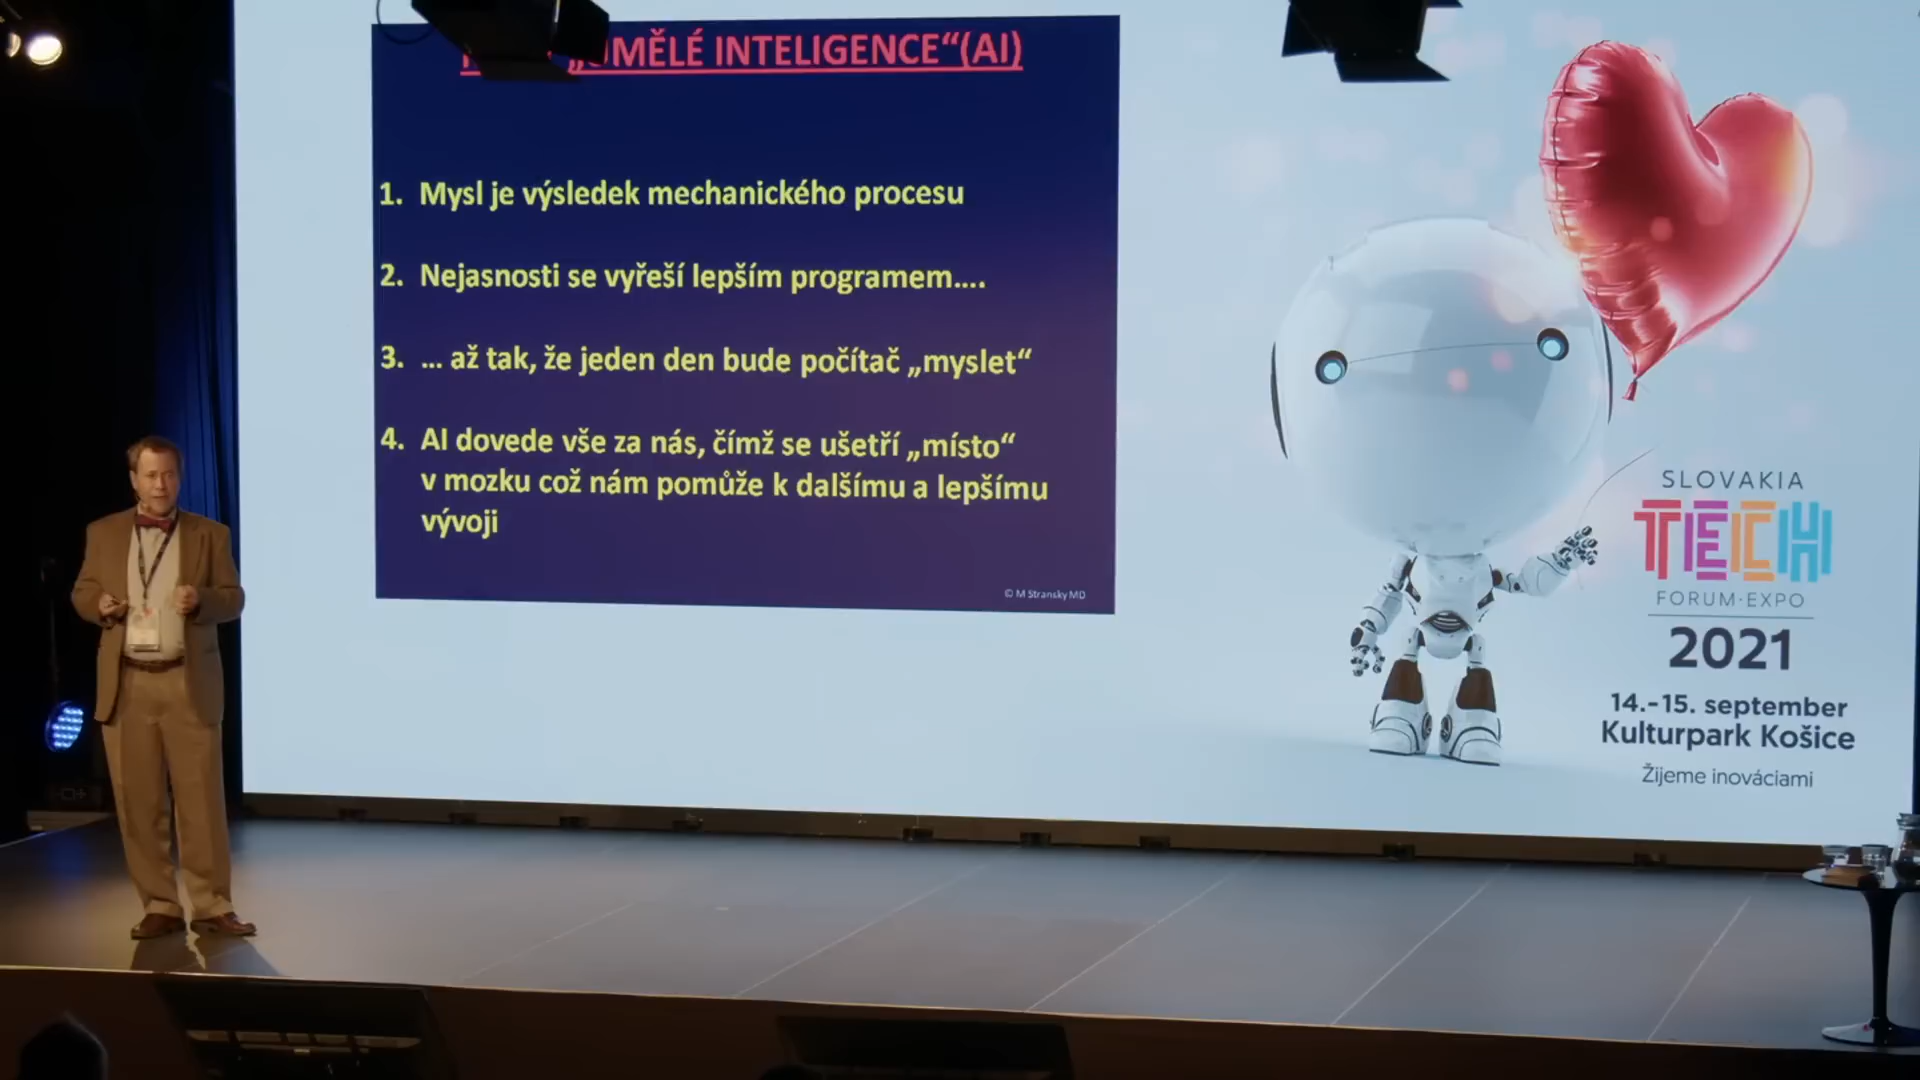 „UMĚLÉ INTELIGENCE“(AI)
1. Mysl je výsledek mechanického procesu
2. Nejasnosti se vyřeší lepším programem....
3. ... až tak, že jeden den bude počítač „myslet“
4. AI dovede vše za nás, čímž se ušetří „místo“
v mozku což nám pomůže k dalšímu a lepšímu
vývoji
© M Stransky MD
SLOVAKIA
TECH
FORUM·EXPO
2021
14.-15. september
Kulturpark Košice
Žijeme inováciami